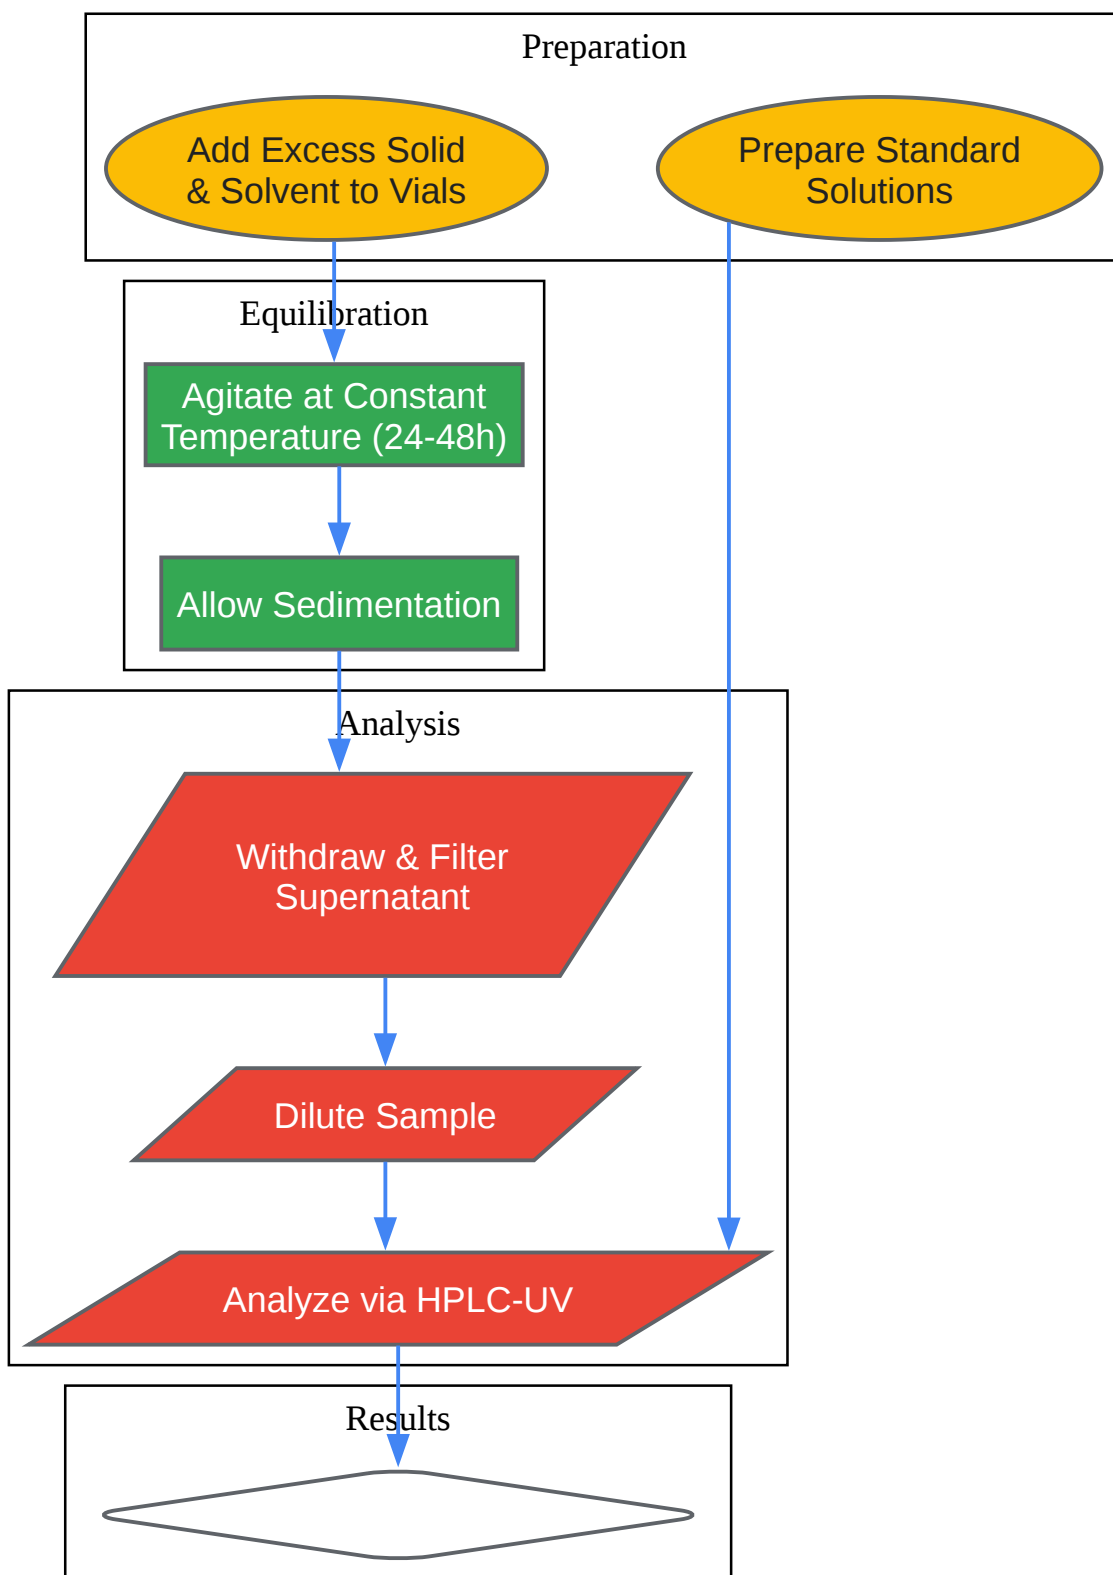 Preparation
Add Excess Solid
& Solvent to Vials
Prepare Standard
Solutions
Equilibration
Agitate at Constant
Temperature (24-48h)
Allow Sedimentation
Analysis
Withdraw & Filter
Supernatant
Dilute Sample
Analyze via HPLC-UV
Results